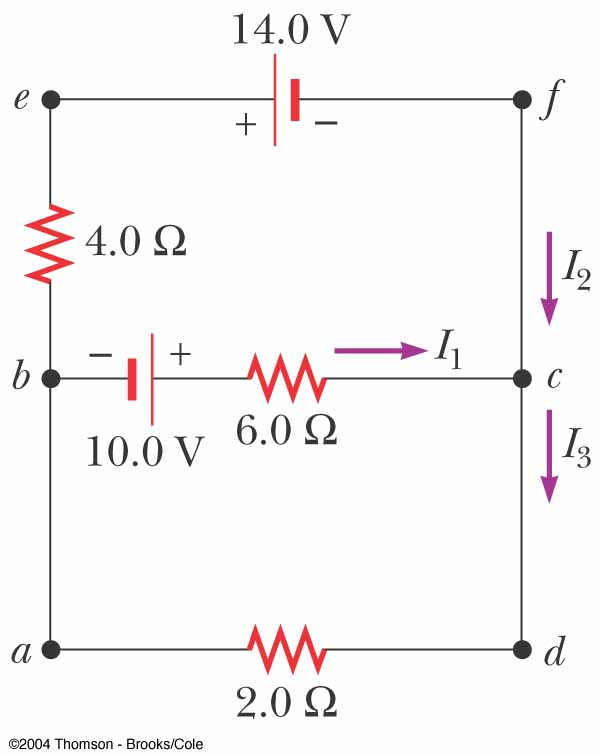 14.0 V
e
+ −
f
4.0 Ω
I2
− +
I1
b
c
10.0 V
6.0 Ω
I3
a
d
2.0 Ω
©2004 Thomson - Brooks/Cole